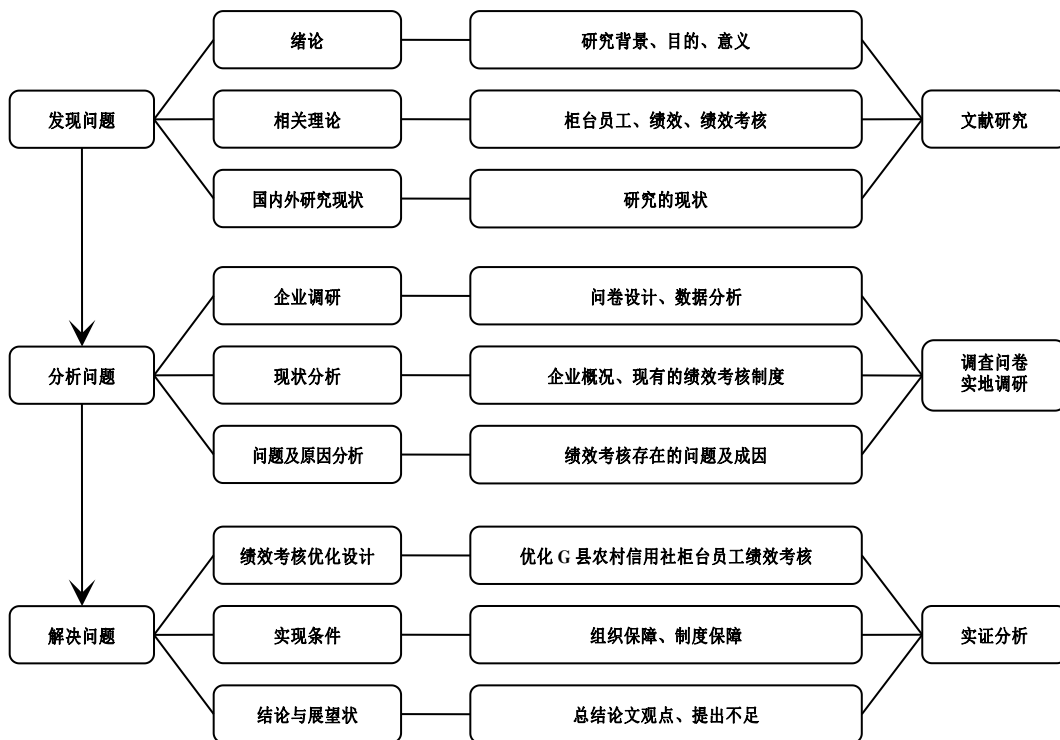 绪论
研究背景、目的、意义
发现问题
相关理论
柜台员工、绩效、绩效考核
文献研究
国内外研究现状
研究的现状
企业调研
问卷设计、数据分析
分析问题
现状分析
企业概况、现有的绩效考核制度
调查问卷
实地调研
问题及原因分析
绩效考核存在的问题及成因
绩效考核优化设计
优化 G 县农村信用社柜台员工绩效考核
解决问题
实现条件
组织保障、制度保障
实证分析
结论与展望状
总结论文观点、提出不足